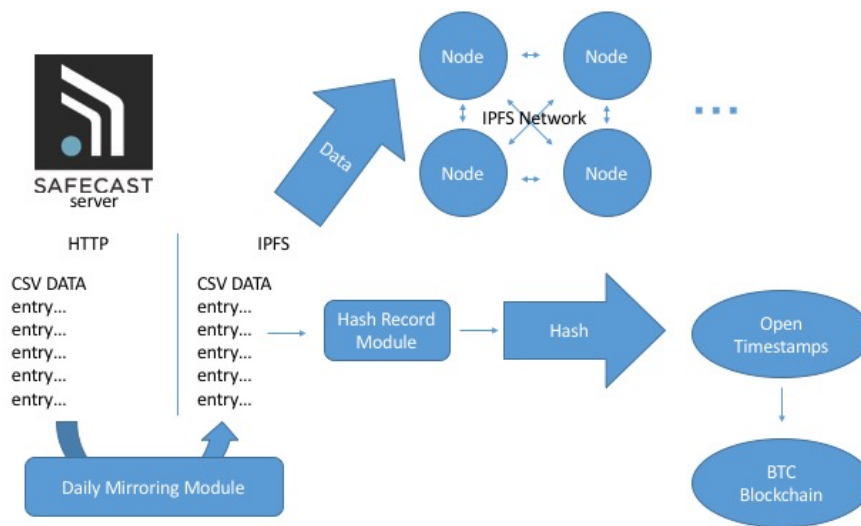 SAFECAST
server
HTTP
IPFS
CSV DATA
entry...
entry...
entry...
entry...
entry...
CSV DATA
entry...
entry...
entry...
entry...
entry...
Daily Mirroring Module
Data
Node
Node
IPFS Network
Node
Node
...
Hash Record
Module
Hash
Open
Timestamps
BTC
Blockchain